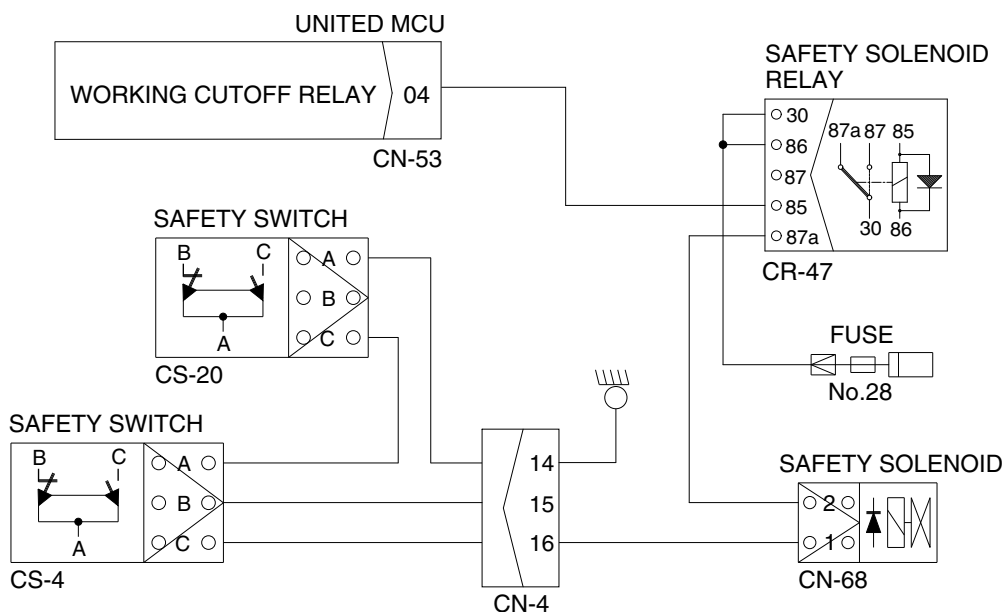 UNITED MCU
WORKING CUTOFF RELAY 04
CN-53
SAFETY SOLENOID
RELAY
30
86
87
85
87a
87a 87 85
30 86
CR-47
SAFETY SWITCH
B C
A
A
B
C
CS-20
FUSE
No.28
SAFETY SWITCH
B C
A
A
B
C
CS-4
14
15
16
CN-4
SAFETY SOLENOID
2
1
CN-68